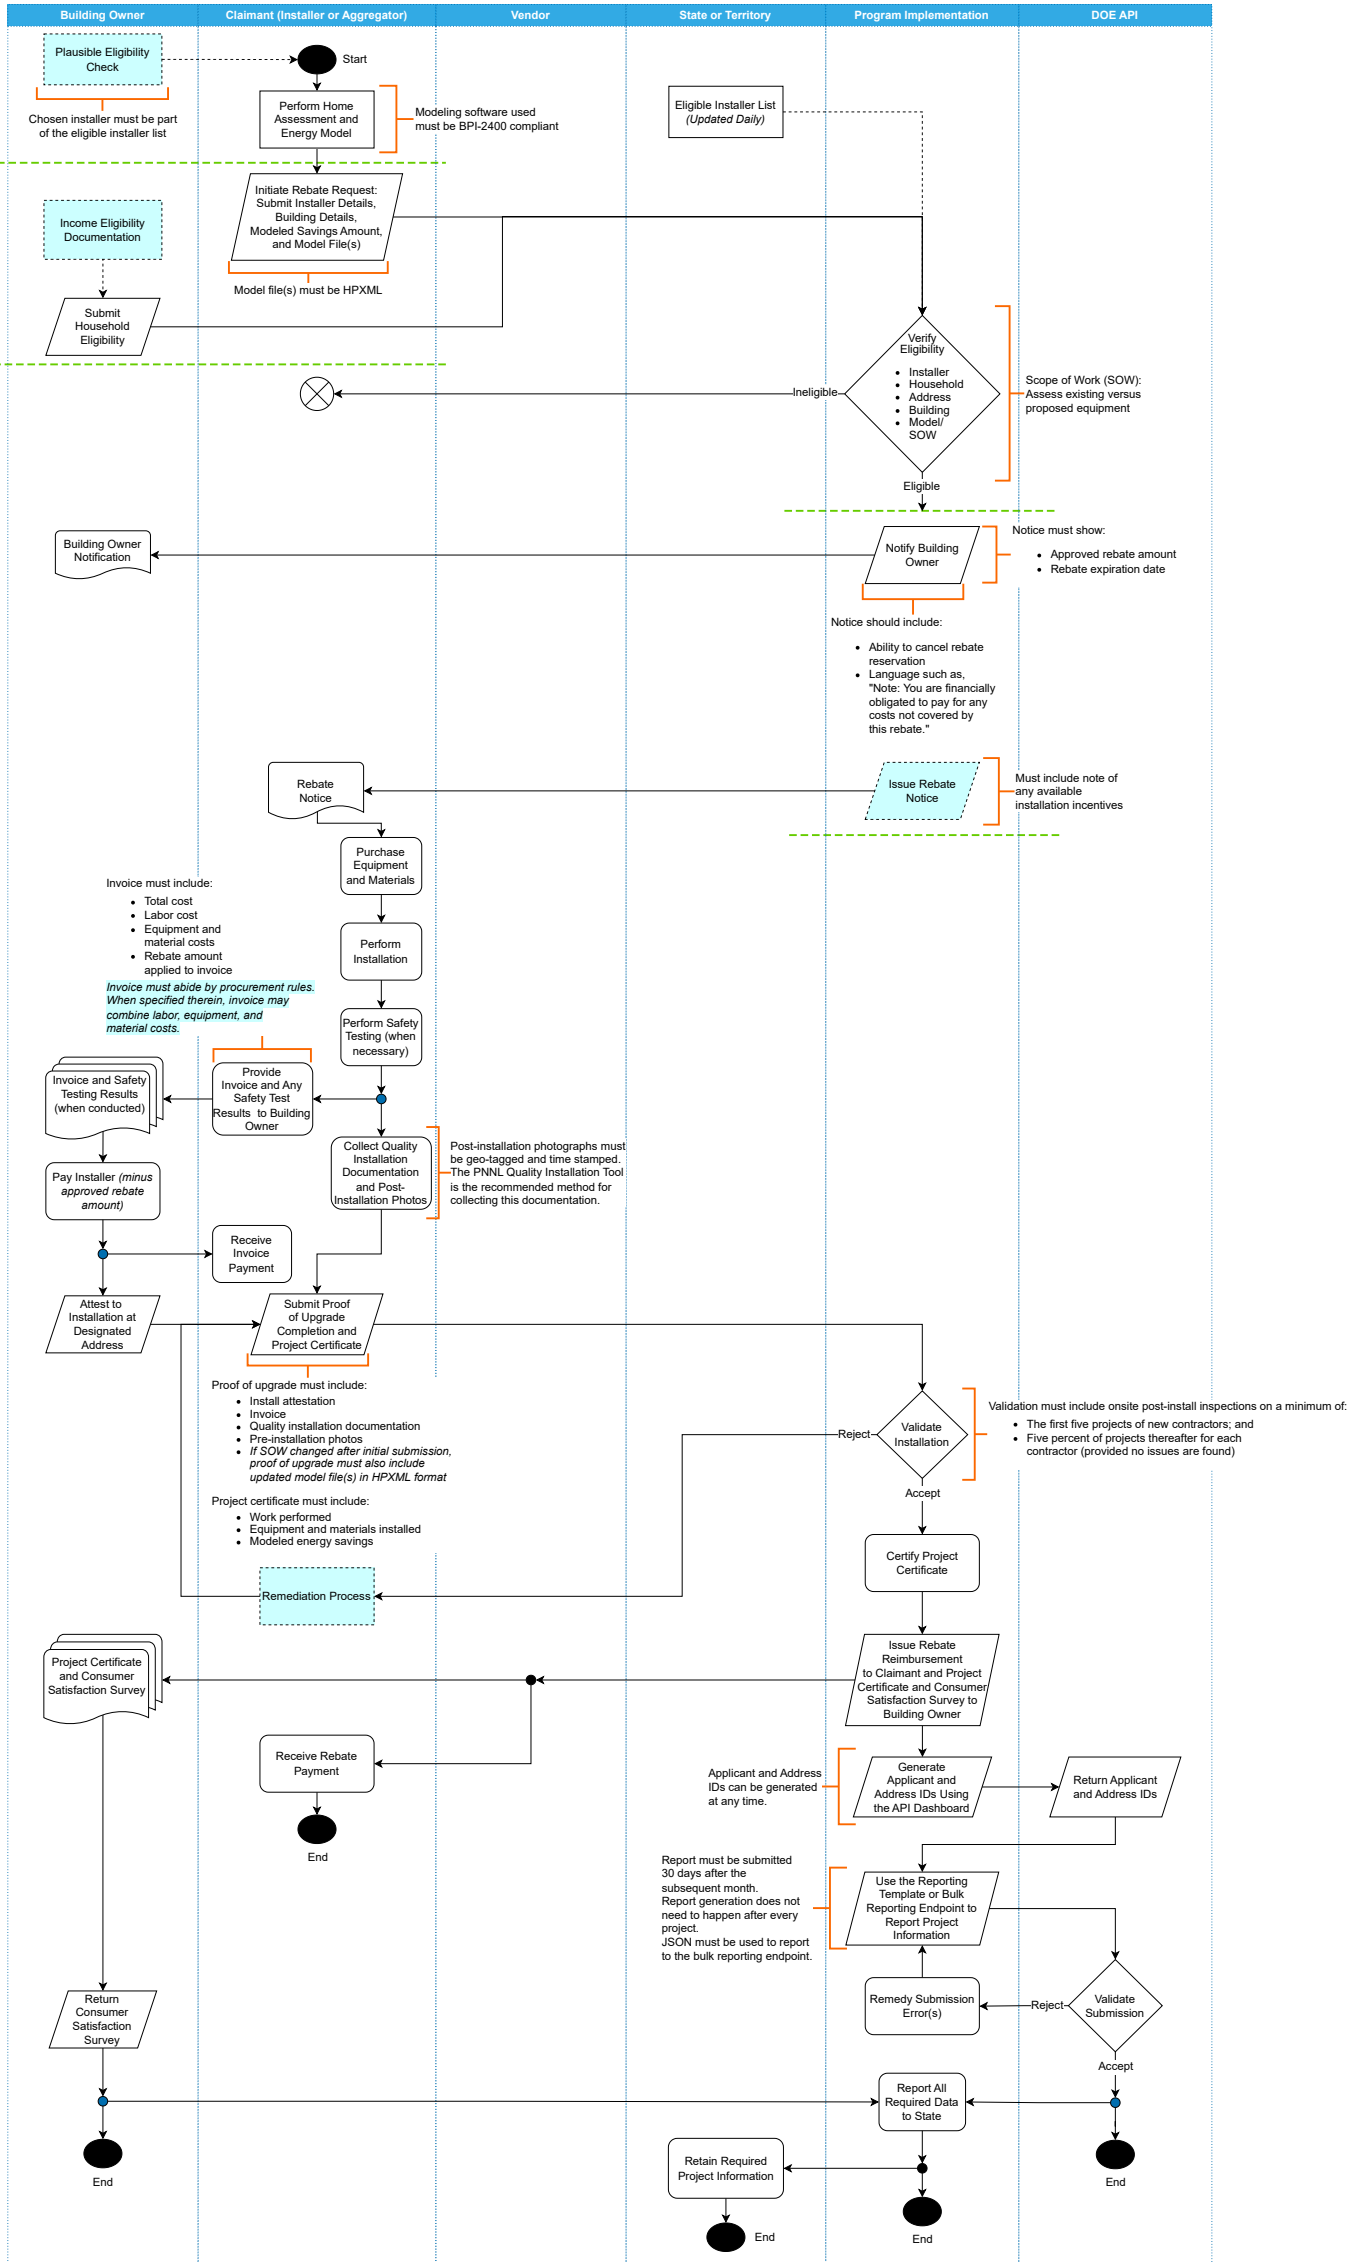 Building Owner
Claimant (Installer or Aggregator)
Vendor
State or Territory
Program Implementation
DOE API
Plausible Eligibility
Check
Start
Chosen installer must be part
of the eligible installer list
Perform Home
Assessment and
Energy Model
Modeling software used
must be BPI-2400 compliant
Eligible Installer List
(Updated Daily)
Initiate Rebate Request:
Submit Installer Details,
Building Details,
Modeled Savings Amount,
and Model File(s)
Model file(s) must be HPXML
Income Eligibility
Documentation
Submit
Household
Eligibility
Verify
Eligibility
• Installer
• Household
• Address
• Building
• Model/
SOW
Ineligible
Scope of Work (SOW):
Assess existing versus
proposed equipment
Eligible
Building Owner
Notification
Notify Building
Owner
Notice must show:
• Approved rebate amount
• Rebate expiration date
Notice should include:
• Ability to cancel rebate
reservation
• Language such as,
"Note: You are financially
obligated to pay for any
costs not covered by
this rebate."
Rebate
Notice
Issue Rebate
Notice
Must include note of
any available
installation incentives
Purchase
Equipment
and Materials
Invoice must include:
• Total cost
• Labor cost
• Equipment and
material costs
• Rebate amount
applied to invoice
Invoice must abide by procurement rules.
When specified therein, invoice may
combine labor, equipment, and
material costs.
Perform
Installation
Perform Safety
Testing (when
necessary)
Invoice and Safety
Testing Results
(when conducted)
Provide
Invoice and Any
Safety Test
Results to Building
Owner
Collect Quality
Installation
Documentation
and Post-
Installation Photos
Post-installation photographs must
be geo-tagged and time stamped.
The PNNL Quality Installation Tool
is the recommended method for
collecting this documentation.
Pay Installer (minus
approved rebate
amount)
Receive
Invoice
Payment
Attest to
Installation at
Designated
Address
Submit Proof
of Upgrade
Completion and
Project Certificate
Proof of upgrade must include:
• Install attestation
• Invoice
• Quality installation documentation
• Pre-installation photos
• If SOW changed after initial submission,
proof of upgrade must also include
updated model file(s) in HPXML format
Project certificate must include:
• Work performed
• Equipment and materials installed
• Modeled energy savings
Validate
Installation
Reject
Accept
Validation must include onsite post-install inspections on a minimum of:
• The first five projects of new contractors; and
• Five percent of projects thereafter for each
contractor (provided no issues are found)
Certify Project
Certificate
Remediation Process
Project Certificate
and Consumer
Satisfaction Survey
Issue Rebate
Reimbursement
to Claimant and Project
Certificate and Consumer
Satisfaction Survey to
Building Owner
Receive Rebate
Payment
End
Applicant and Address
IDs can be generated
at any time.
Generate
Applicant and
Address IDs Using
the API Dashboard
Return Applicant
and Address IDs
Report must be submitted
30 days after the
subsequent month.
Report generation does not
need to happen after every
project.
JSON must be used to report
to the bulk reporting endpoint.
Use the Reporting
Template or Bulk
Reporting Endpoint to
Report Project
Information
Remedy Submission
Error(s)
Reject
Validate
Submission
Accept
Return
Consumer
Satisfaction
Survey
Report All
Required Data
to State
End
End
Retain Required
Project Information
End
End